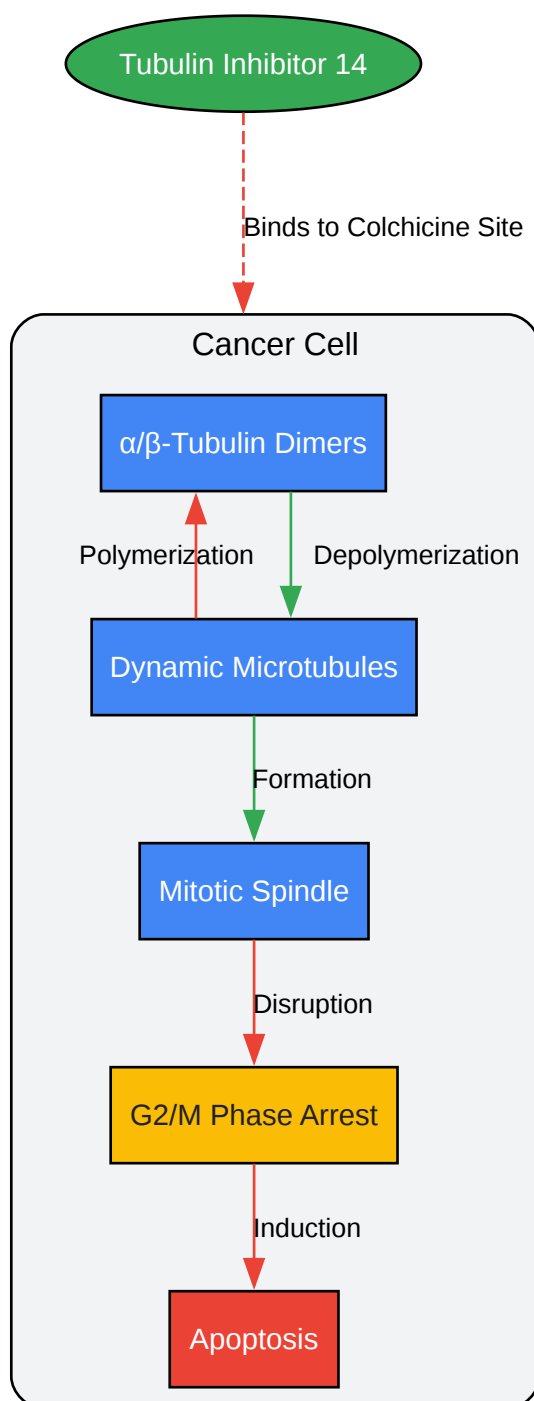 Tubulin Inhibitor 14
Binds to Colchicine Site
Cancer Cell
α/β-Tubulin Dimers
Polymerization
Depolymerization
Dynamic Microtubules
Formation
Mitotic Spindle
Disruption
G2/M Phase Arrest
Induction
Apoptosis